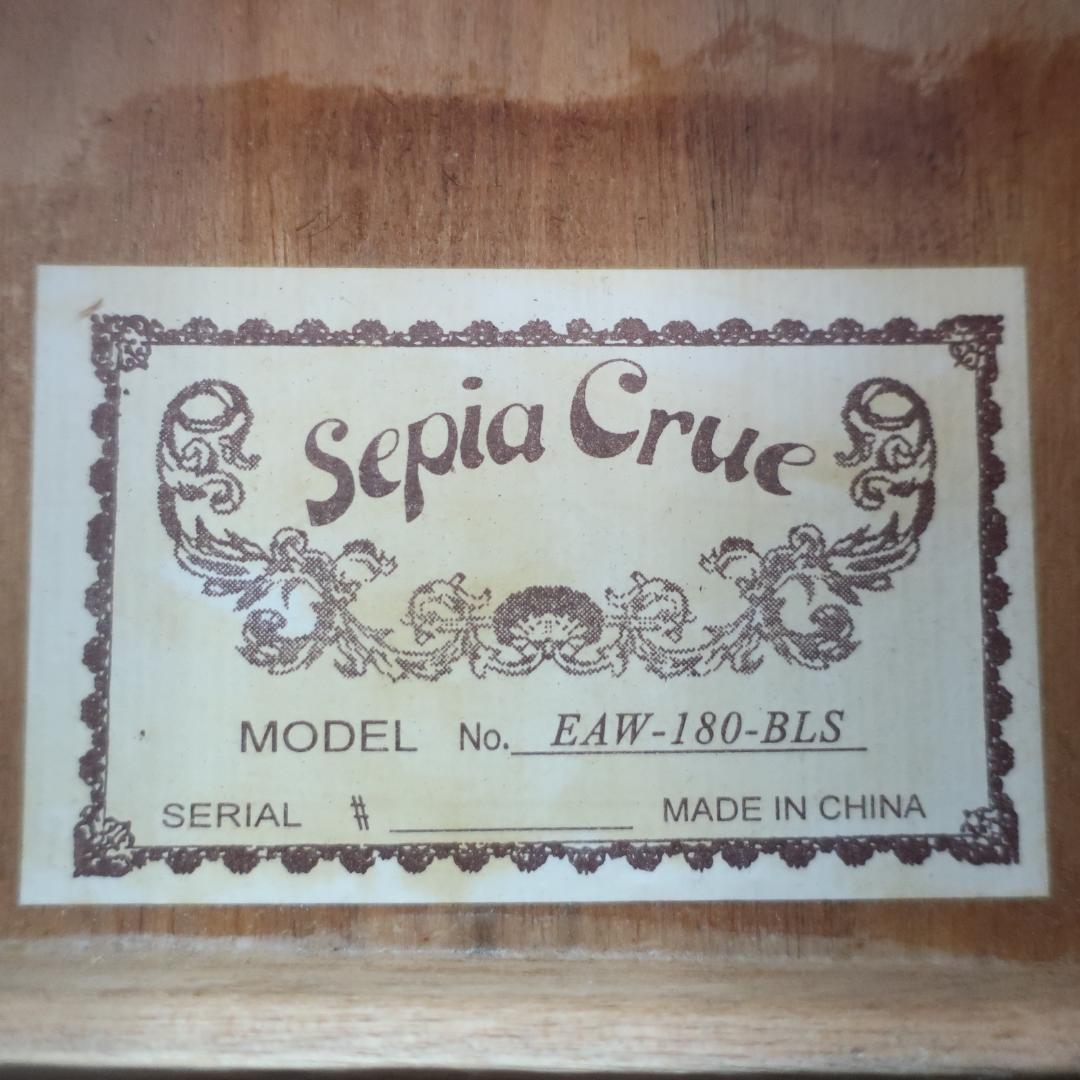 Sepia Crue
MODEL No. EAW-180-BLS
SERIAL # MADE IN CHINA